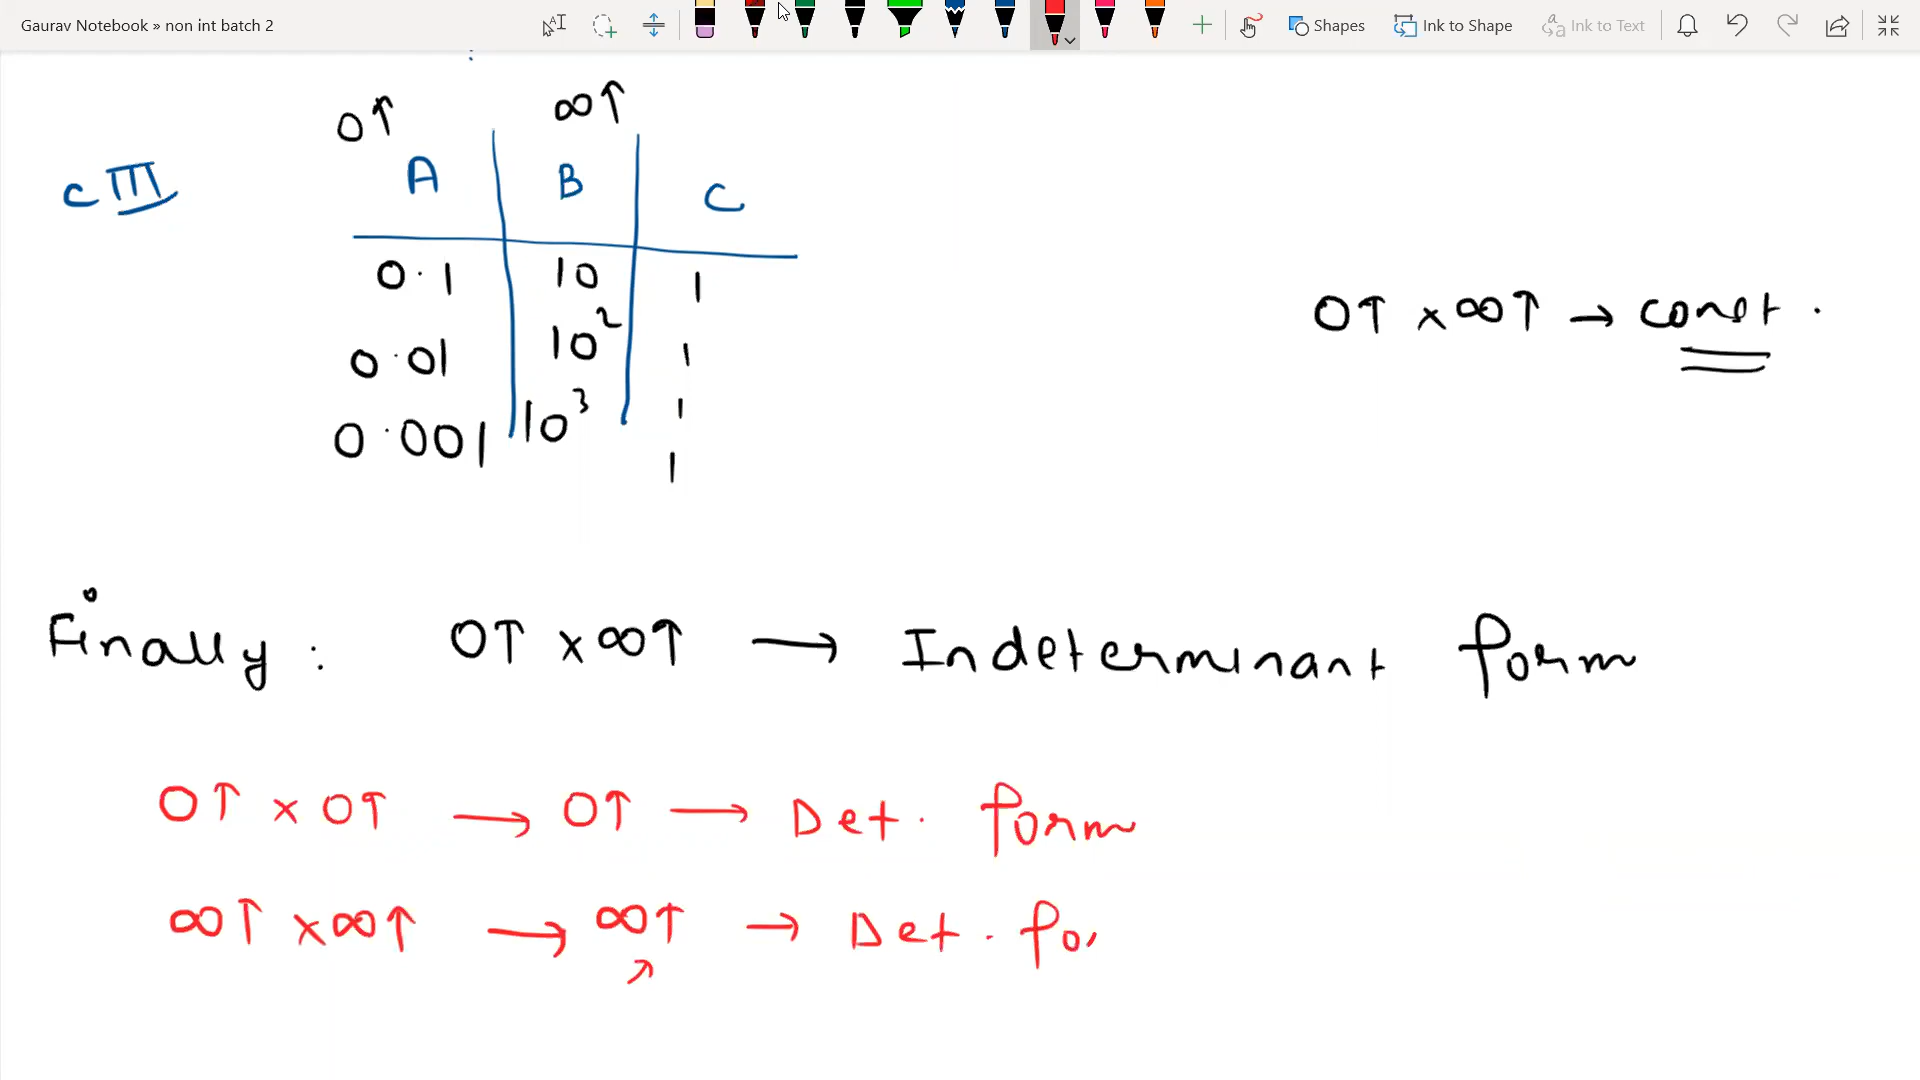 Gaurav Notebook » non int batch 2
Shapes
Ink to Shape
Ink to Text
0↑ ∞↑
CIII
A B C
0.1 10 1
0.01 10² 1
0.001 10³ 1
1
0↑ × ∞↑ → const.
Finally : 0↑ × ∞↑ → Indeterminant form
0↑ × 0↑ → 0↑ → Det. form
∞↑ × ∞↑ → ∞↑ → Det. fo